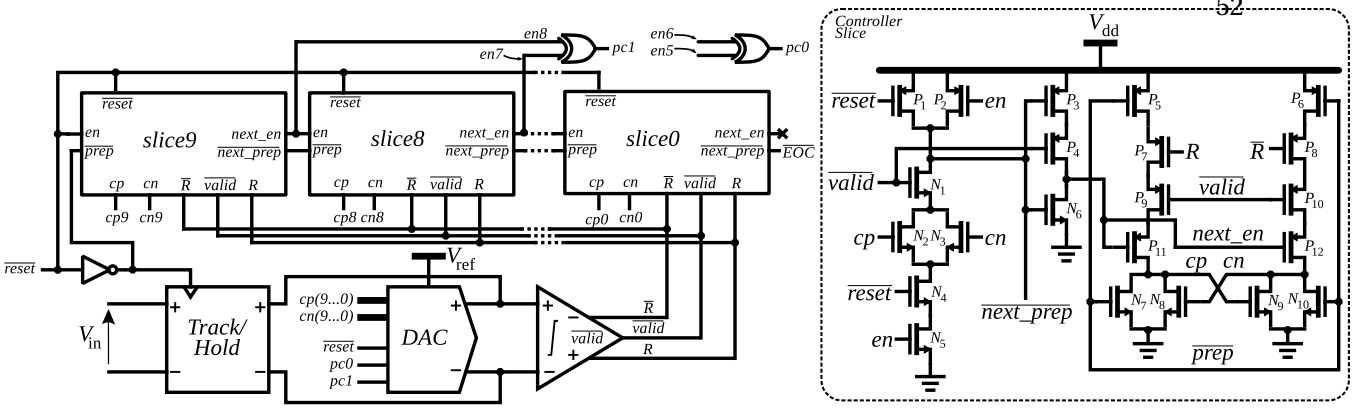 52
en8
en7
pc1
en6
en5
pc0
reset
reset
reset
en
prep
slice9
next_en
next_prep
en
prep
slice8
next_en
next_prep
en
prep
slice0
next_en
next_prep
EOC
cp cn R valid R
cp cn R valid R
cp cn R valid R
cp9 cn9
cp8 cn8
cp0 cn0
reset
Vref
Vin
+ +
Track/
Hold
− −
cp(9...0)
cn(9...0)
reset
pc0
pc1
DAC
+
−
+
−
−
+
valid
R
valid
R
Controller
Slice
Vdd
reset
P1 P2
en
P3
P5
P6
P4
P7
R
R
P8
valid
N1
P9
valid
P10
cp
N2 N3
cn
N6
P11
next_en
P12
cp cn
reset
N4
next_prep
N7 N8
N9 N10
en
N5
prep